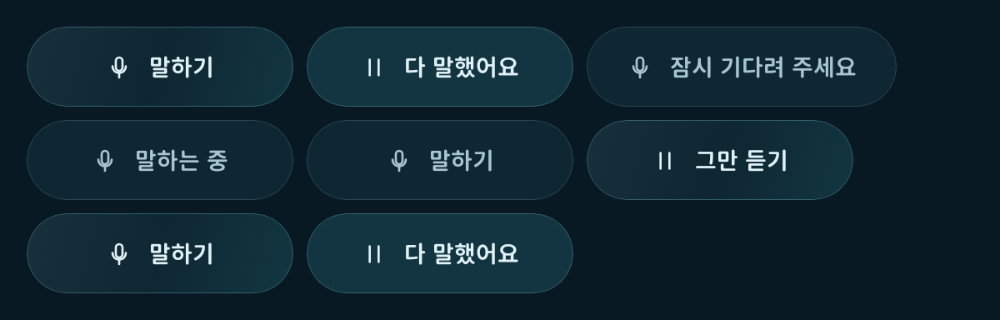 말하기
다 말했어요
잠시 기다려 주세요
말하는 중
말하기
그만 듣기
말하기
다 말했어요